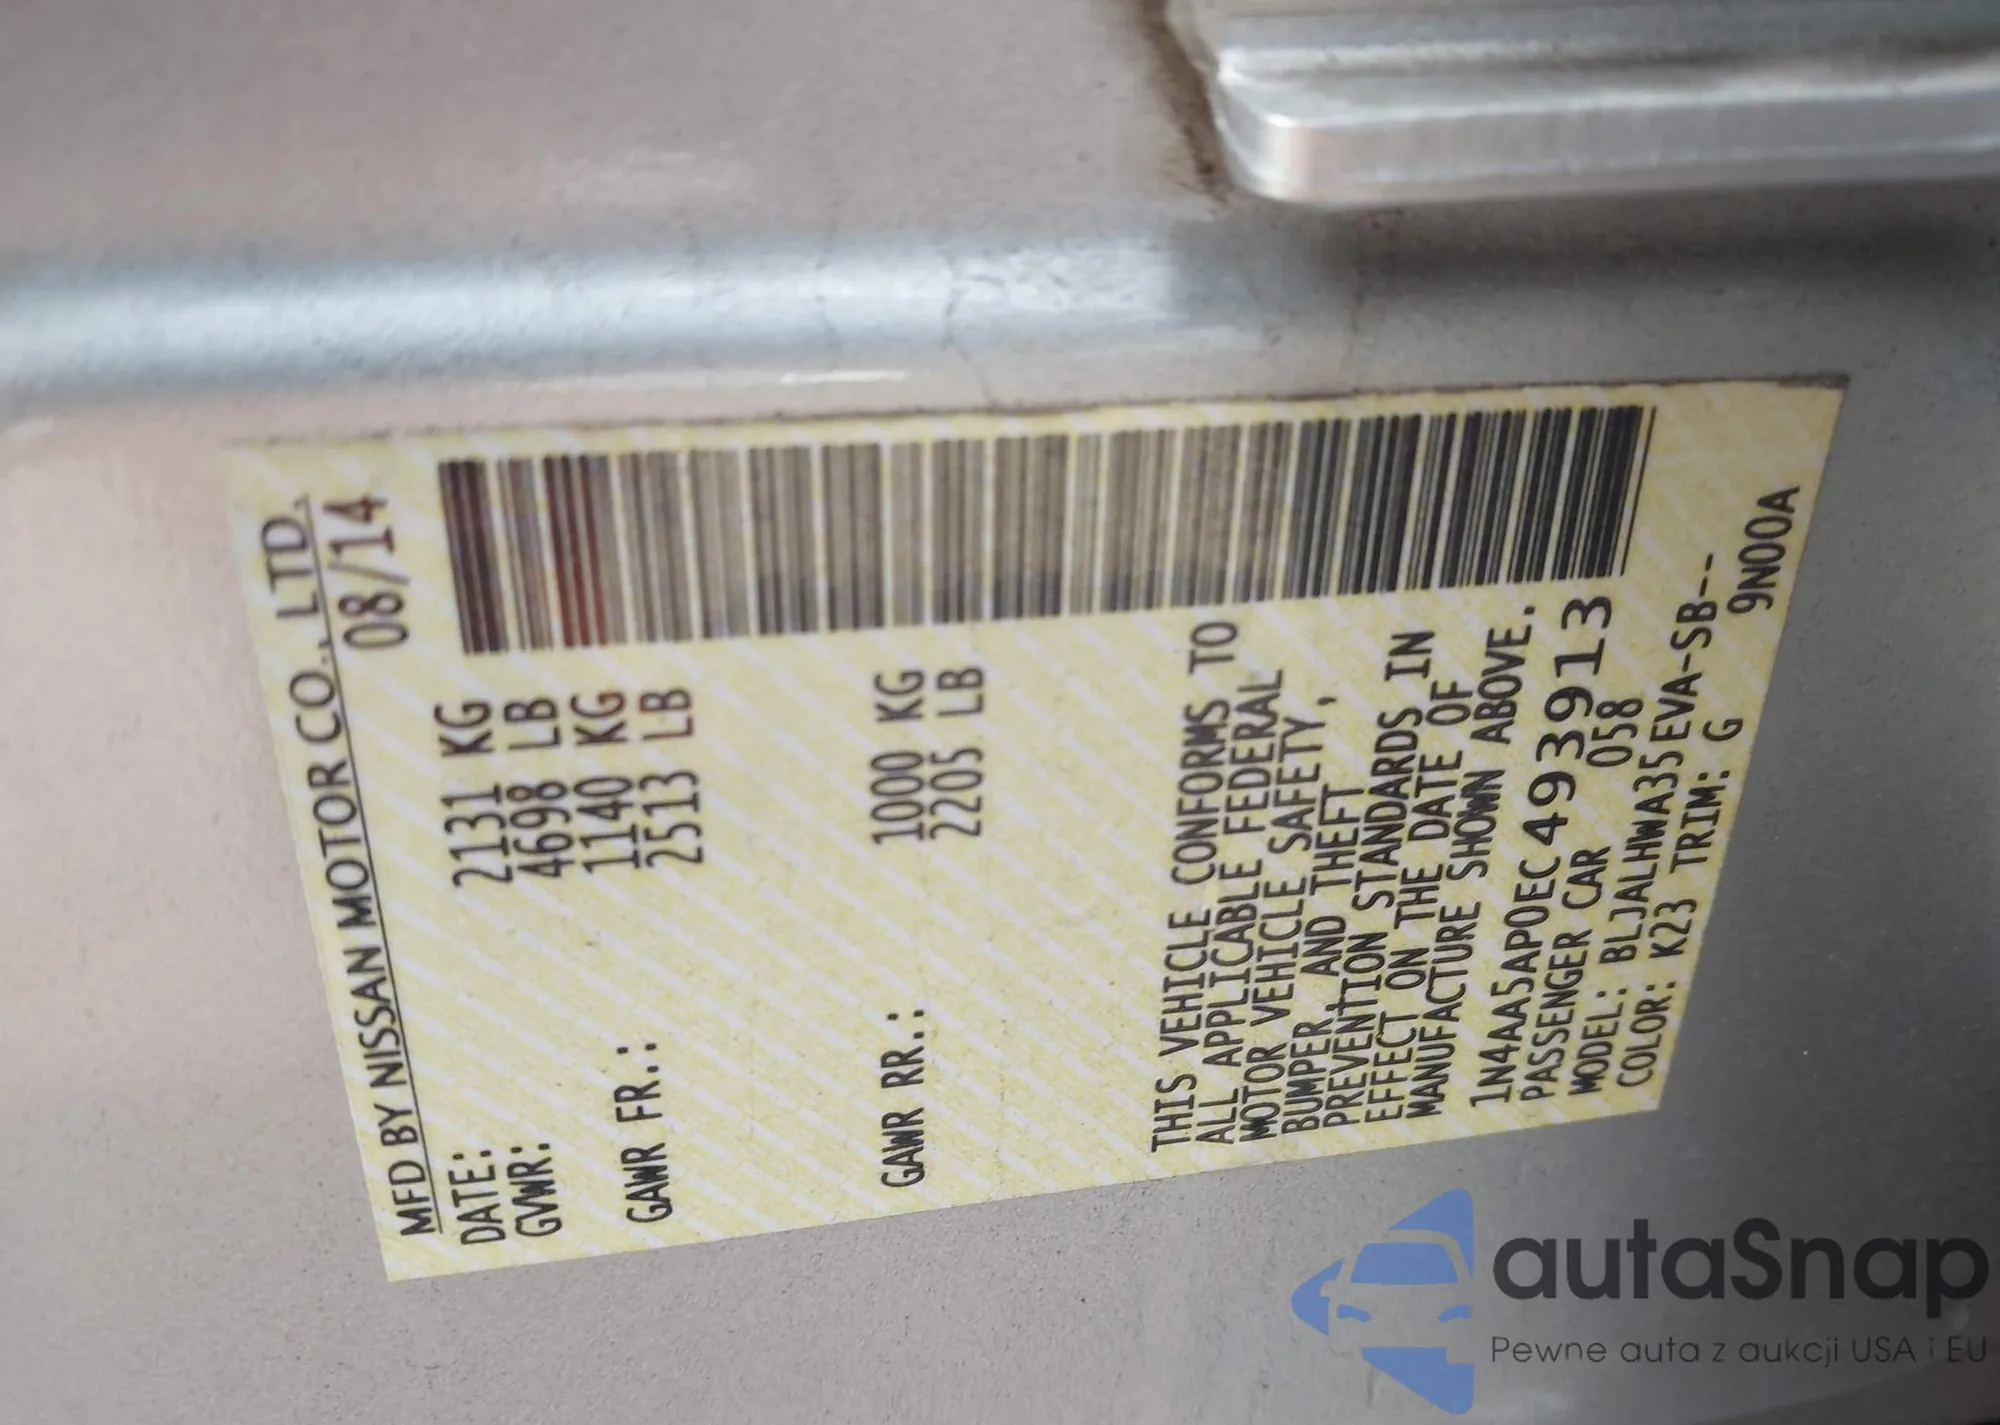 MFD BY NISSAN MOTOR CO., LTD.
DATE: 08/14
GVWR: 2131 KG
4698 LB
GAWR FR.: 1140 KG
2513 LB
GAWR RR.: 1000 KG
2205 LB
THIS VEHICLE CONFORMS TO
ALL APPLICABLE FEDERAL
MOTOR VEHICLE SAFETY,
BUMPER, AND THEFT
PREVENTION STANDARDS IN
EFFECT ON THE DATE OF
MANUFACTURE SHOWN ABOVE.
1N4AA5AP0EC493913
PASSENGER CAR 058
MODEL: BLJALHWA35EVA-SB--
COLOR: K23 TRIM: G
9N00A
autaSnap
Pewne auta z aukcji USA i EU